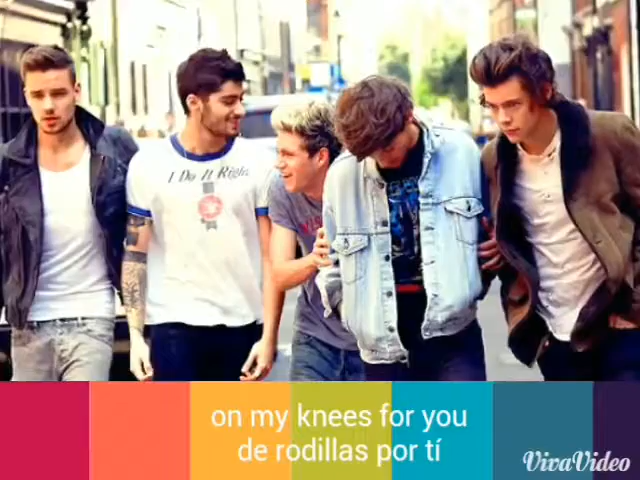 I Do It Right
on my knees for you
de rodillas por tí
VivaVideo